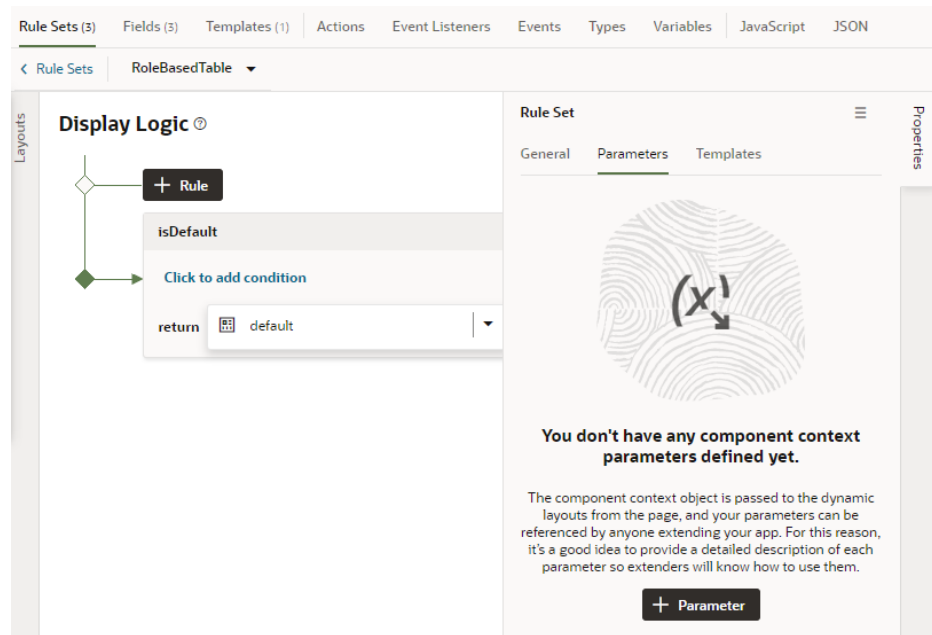 Rule Sets (3) Fields (3) Templates (1) Actions Event Listeners Events Types Variables JavaScript JSON
Rule Sets RoleBasedTable
Layouts
Display Logic
+ Rule
isDefault
Click to add condition
return default
Rule Set
General Parameters Templates
(x)
You don't have any component context
parameters defined yet.
The component context object is passed to the dynamic
layouts from the page, and your parameters can be
referenced by anyone extending your app. For this reason,
it's a good idea to provide a detailed description of each
parameter so extenders will know how to use them.
+ Parameter
Properties